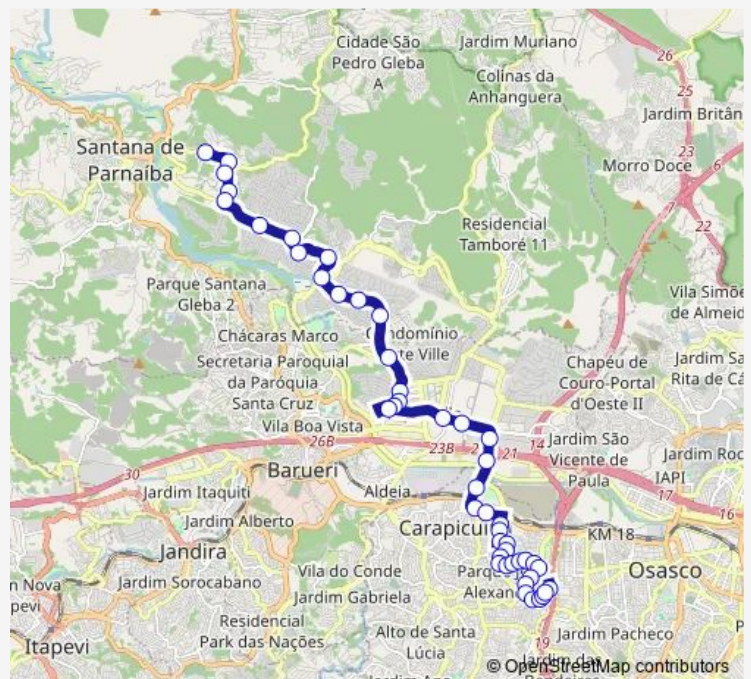 Cidade São
Pedro Gleba
A
Jardim Muriano
26
Colinas da
Anhanguera
25
Jardim Britân
Santana de
Parnaíba
23
Morro Doce
6
7
22
Residencial
Tamboré 11
Parque Santana
Gleba 2
Vila Simõe
de Almeid
Chácaras Marco
Secretaria Paroquial
da Paróquia
Santa Cruz
Chapéu de
Couro-Portal
d'Oeste II
Jardim Sa
Rita de Cá
Vila Boa Vista
26B
23B
21
14
Jardim São
Vicente de
Paula
Jardim Roc
IAPI
30
Barueri
17
16
Jardim Itaquiti
Aldeia
Jardim Alberto
Carapicuí
KM 18
Jandira
Osasco
n Nova
pevi
Jardim Sorocabano
Vila do Conde
Jardim Gabriela
Parqu
Alexan
Residencial
Park das Nações
Alto de Santa
Lúcia
19
Jardim Pacheco
Itapevi
© OpenStreetMap contributors